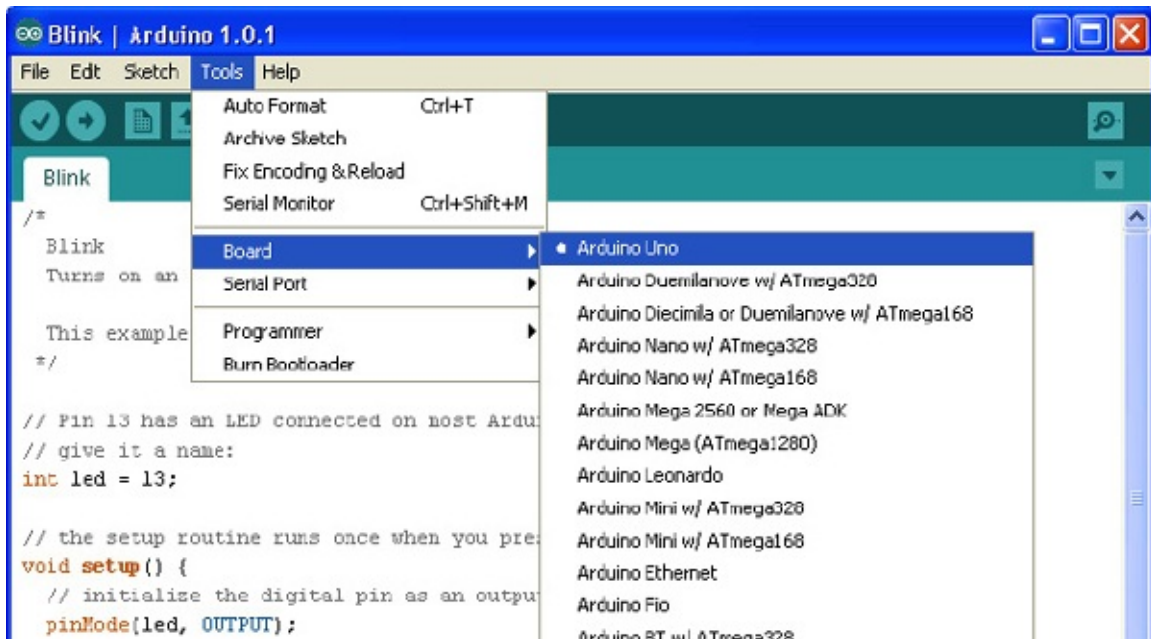 Blink | Arduino 1.0.1
File Edit Sketch Tools Help
Auto Format Ctrl+T
Archive Sketch
Fix Encoding & Reload
Serial Monitor Ctrl+Shift+M
Board
Serial Port
Programmer
Burn Bootloader
Arduino Uno
Arduino Duemilanove w/ ATmega328
Arduino Diecimila or Duemilanove w/ ATmega168
Arduino Nano w/ ATmega328
Arduino Nano w/ ATmega168
Arduino Mega 2560 or Mega ADK
Arduino Mega (ATmega1280)
Arduino Leonardo
Arduino Mini w/ ATmega328
Arduino Mini w/ ATmega168
Arduino Ethernet
Arduino Fio
Arduino BT w/ ATmega328
Blink
/*
Blink
Turns on an
This example
*/
// Pin 13 has an LED connected on most Ardu
// give it a name:
int led = 13;
// the setup routine runs once when you pre
void setup() {
// initialize the digital pin as an outpu
pinMode(led, OUTPUT);